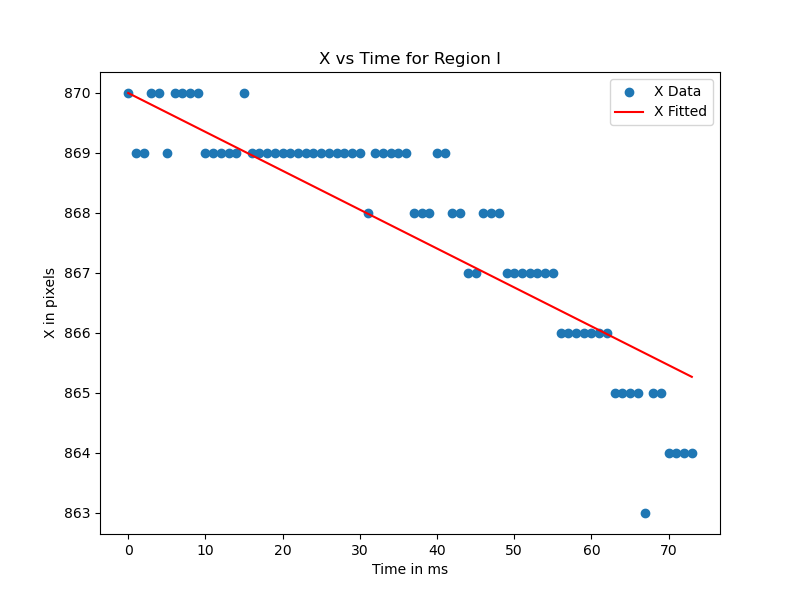 X vs Time for Region I
X Data
X Fitted
870
869
868
867
866
865
864
863
X in pixels
0 10 20 30 40 50 60 70
Time in ms